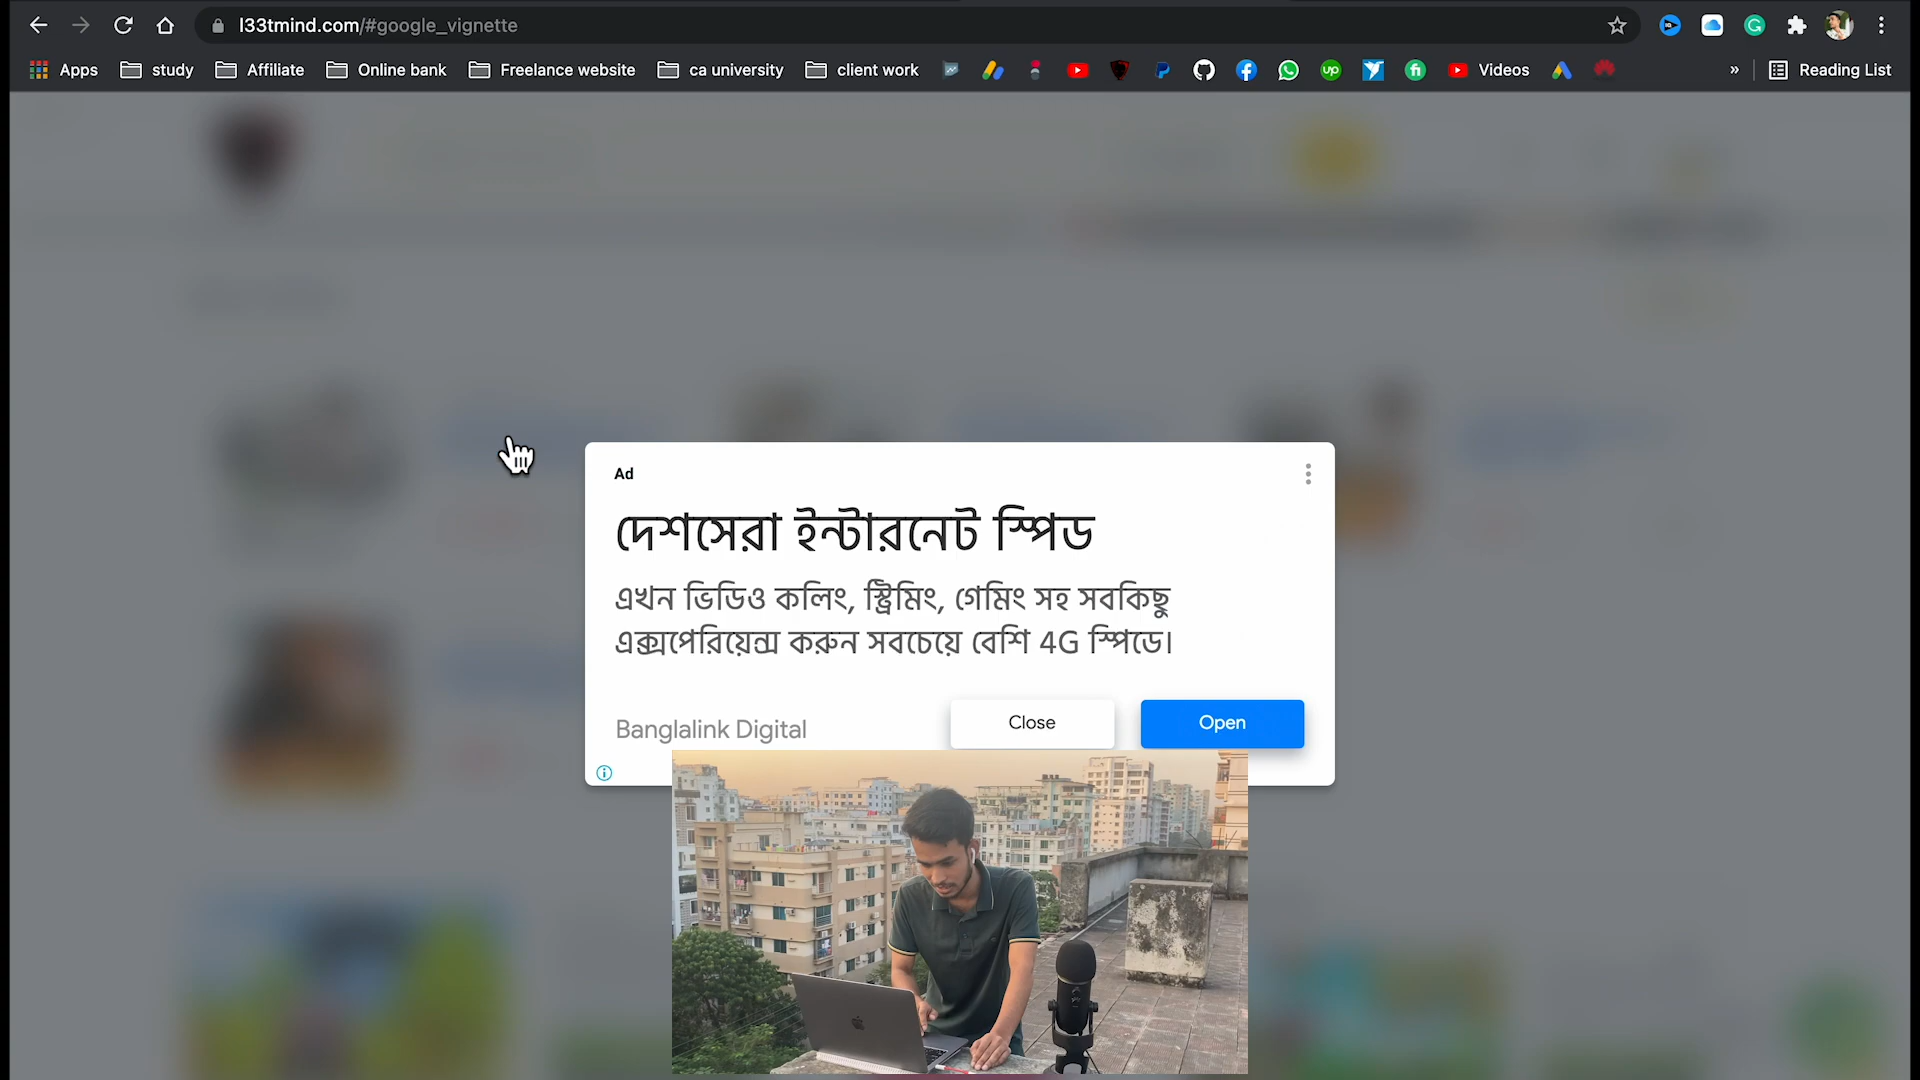 l33tmind.com/#google_vignette
Apps
study
Affiliate
Online bank
Freelance website
ca university
client work
Videos
»
Reading List
Ad
দেশসেরা ইন্টারনেট স্পিড
এখন ভিডিও কলিং, স্ট্রিমিং, গেমিং সহ সবকিছু
এক্সপেরিয়েন্স করুন সবচেয়ে বেশি 4G স্পিডে।
Banglalink Digital
Close
Open